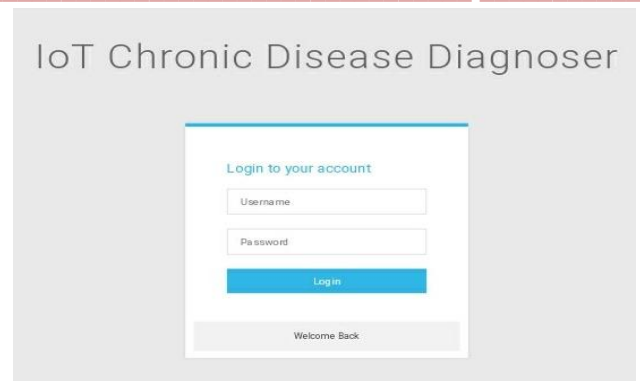 IoT Chronic Disease Diagnoser
Login to your account
Username
Password
Login
Welcome Back